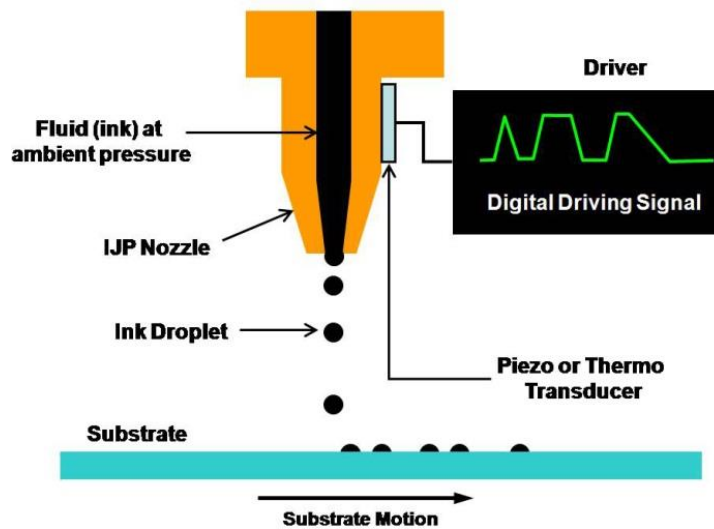 Driver
Fluid (ink) at
ambient pressure
Digital Driving Signal
IJP Nozzle
Ink Droplet
Piezo or Thermo
Transducer
Substrate
Substrate Motion